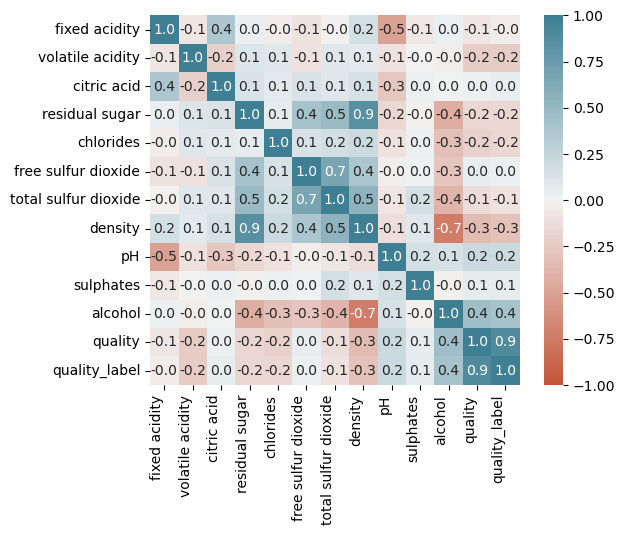 fixed acidity 1.0 -0.1 0.4 0.0 -0.0 -0.1 -0.0 0.2 -0.5 -0.1 0.0 -0.1 -0.0
volatile acidity -0.1 1.0 -0.2 0.1 0.1 -0.1 0.1 0.1 -0.1 -0.0 -0.0 -0.2 -0.2
citric acid 0.4 -0.2 1.0 0.1 0.1 0.1 0.1 0.1 -0.3 0.0 -0.0 0.0 0.0
residual sugar 0.0 0.1 0.1 1.0 0.1 0.4 0.5 0.9 -0.2 -0.0 -0.4 -0.2 -0.2
chlorides -0.0 0.1 0.1 0.1 1.0 0.1 0.2 0.2 -0.1 0.0 -0.3 -0.2 -0.2
free sulfur dioxide -0.1 -0.1 0.1 0.4 0.1 1.0 0.7 0.4 -0.0 0.0 -0.3 0.0 0.0
total sulfur dioxide -0.0 0.1 0.1 0.5 0.2 0.7 1.0 0.5 -0.1 0.2 -0.4 -0.1 -0.1
density 0.2 0.1 0.1 0.9 0.2 0.4 0.5 1.0 -0.1 0.1 -0.7 -0.3 -0.3
pH -0.5 -0.1 -0.3 -0.2 -0.1 -0.0 -0.1 -0.1 1.0 0.2 0.1 0.2 0.2
sulphates -0.1 -0.0 0.0 -0.0 0.0 0.0 0.2 0.1 0.2 1.0 -0.0 0.1 0.1
alcohol 0.0 -0.0 -0.0 -0.4 -0.3 -0.3 -0.4 -0.7 0.1 -0.0 1.0 0.4 0.4
quality -0.1 -0.2 0.0 -0.2 -0.2 0.0 -0.1 -0.3 0.2 0.1 0.4 1.0 0.9
quality_label -0.0 -0.2 0.0 -0.2 -0.2 0.0 -0.1 -0.3 0.2 0.1 0.4 0.9 1.0
fixed acidity
volatile acidity
citric acid
residual sugar
chlorides
free sulfur dioxide
total sulfur dioxide
density
pH
sulphates
alcohol
quality
quality_label
1.00
0.75
0.50
0.25
0.00
−0.25
−0.50
−0.75
−1.00